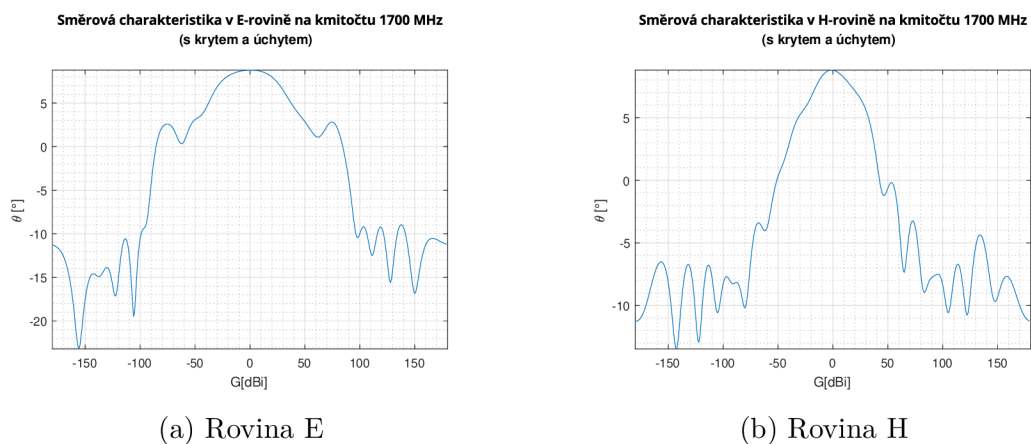 Směrová charakteristika v E-rovině na kmitočtu 1700 MHz
(s krytem a úchytem)
5
0
-5
-10
-15
-20
θ [°]
-150 -100 -50 0 50 100 150
G[dBi]
(a) Rovina E
Směrová charakteristika v H-rovině na kmitočtu 1700 MHz
(s krytem a úchytem)
5
0
-5
-10
θ [°]
-150 -100 -50 0 50 100 150
G[dBi]
(b) Rovina H